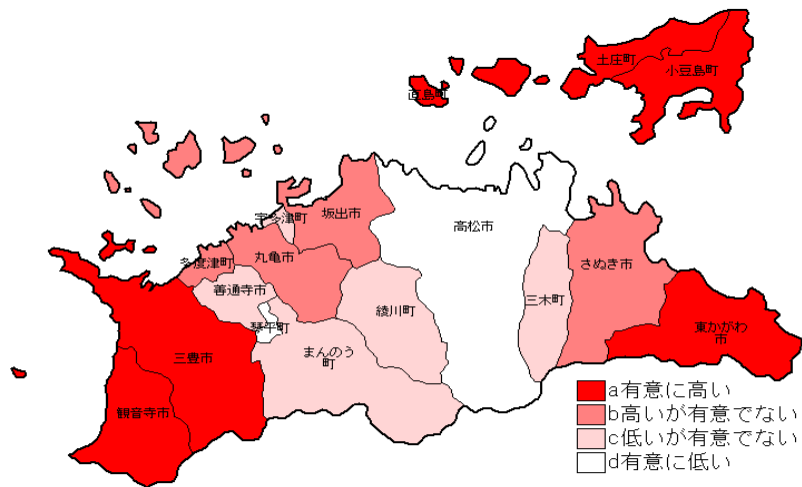 土庄町
小豆島町
直島町
宇多津町
坂出市
高松市
多度津町
丸亀市
さぬき市
善通寺市
綾川町
三木町
琴平町
東かがわ
市
三豊市
まんのう
町
観音寺市
a有意に高い
b高いが有意でない
c低いが有意でない
d有意に低い